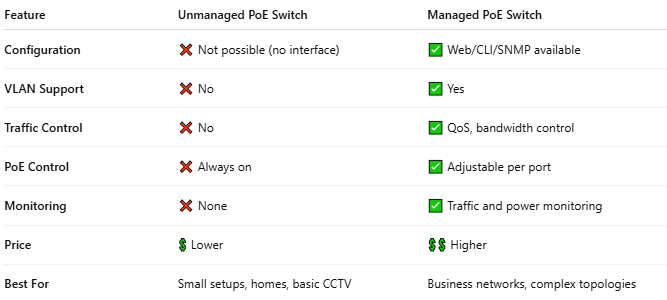 Feature Unmanaged PoE Switch Managed PoE Switch
Configuration ❌ Not possible (no interface) ✅ Web/CLI/SNMP available
VLAN Support ❌ No ✅ Yes
Traffic Control ❌ No ✅ QoS, bandwidth control
PoE Control ❌ Always on ✅ Adjustable per port
Monitoring ❌ None ✅ Traffic and power monitoring
Price 💲 Lower 💲💲 Higher
Best For Small setups, homes, basic CCTV Business networks, complex topologies